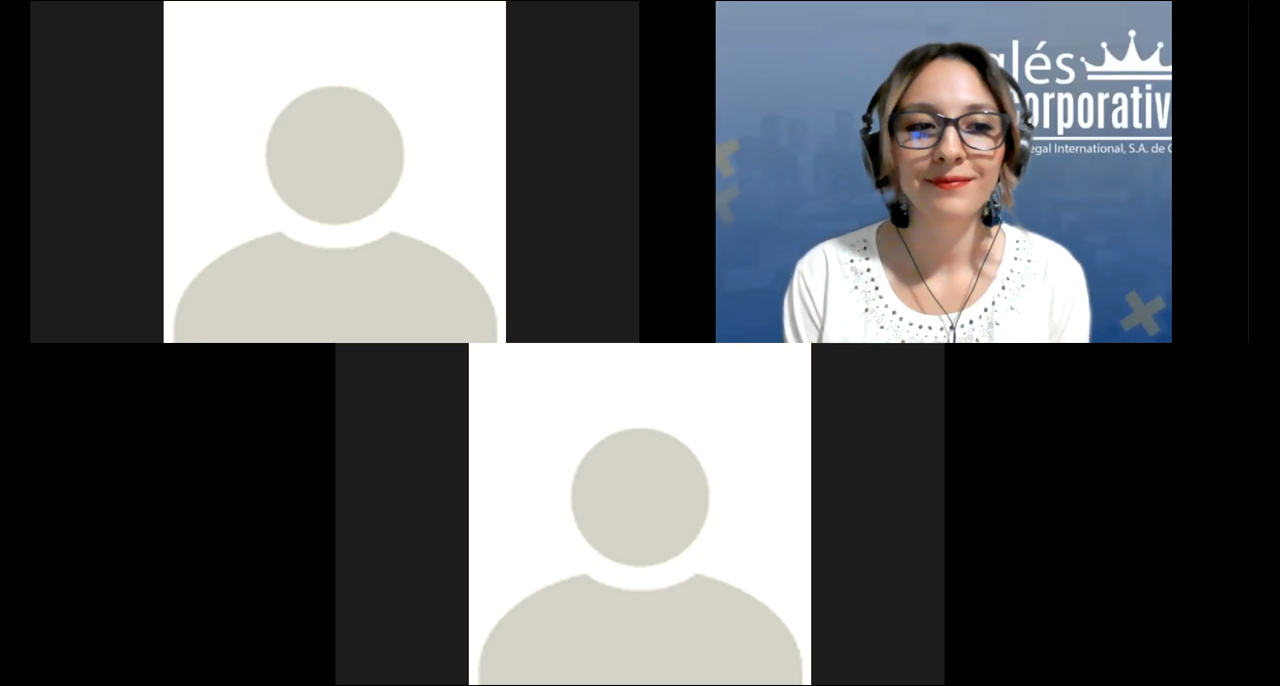 glés
orporativ
egal International, S.A. de